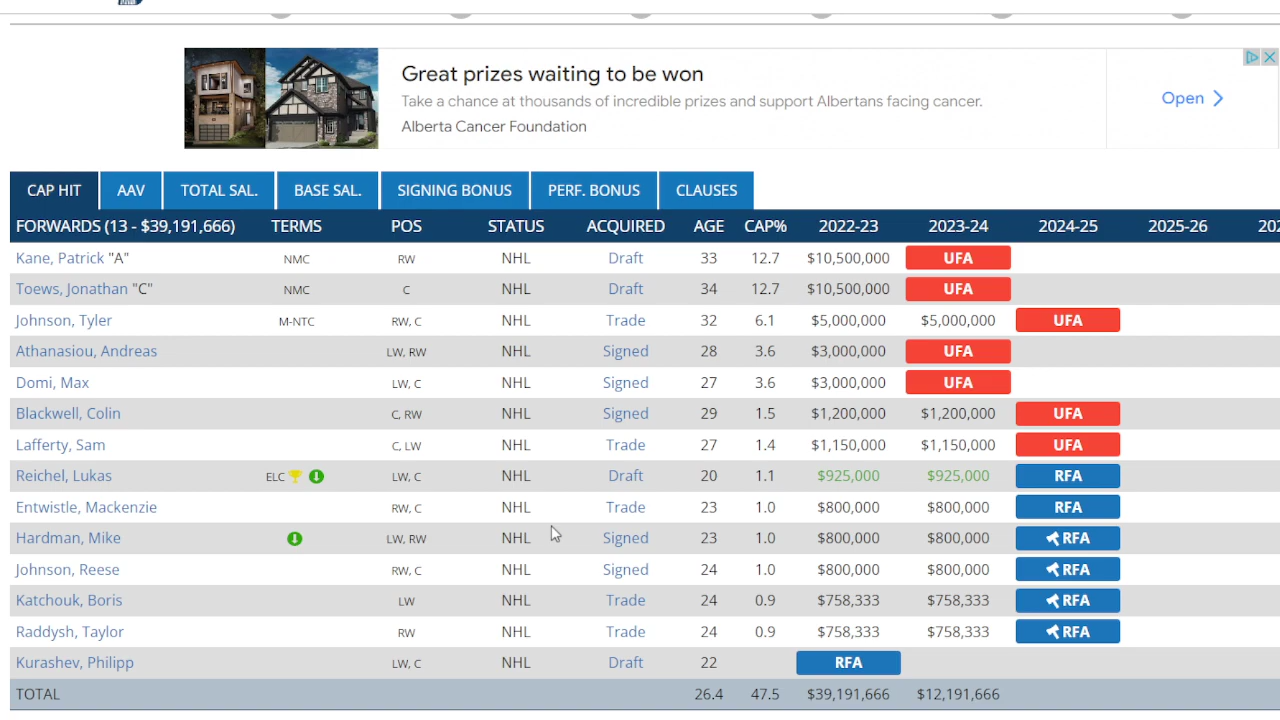 Great prizes waiting to be won
Take a chance at thousands of incredible prizes and support Albertans facing cancer.
Alberta Cancer Foundation
Open
CAP HIT AAV TOTAL SAL. BASE SAL. SIGNING BONUS PERF. BONUS CLAUSES
FORWARDS (13 - $39,191,666) TERMS POS STATUS ACQUIRED AGE CAP% 2022-23 2023-24 2024-25 2025-26
Kane, Patrick "A" NMC RW NHL Draft 33 12.7 $10,500,000 UFA
Toews, Jonathan "C" NMC C NHL Draft 34 12.7 $10,500,000 UFA
Johnson, Tyler M-NTC RW, C NHL Trade 32 6.1 $5,000,000 $5,000,000 UFA
Athanasiou, Andreas LW, RW NHL Signed 28 3.6 $3,000,000 UFA
Domi, Max LW, C NHL Signed 27 3.6 $3,000,000 UFA
Blackwell, Colin C, RW NHL Signed 29 1.5 $1,200,000 $1,200,000 UFA
Lafferty, Sam C, LW NHL Trade 27 1.4 $1,150,000 $1,150,000 UFA
Reichel, Lukas ELC LW, C NHL Draft 20 1.1 $925,000 $925,000 RFA
Entwistle, Mackenzie RW, C NHL Trade 23 1.0 $800,000 $800,000 RFA
Hardman, Mike LW, RW NHL Signed 23 1.0 $800,000 $800,000 RFA
Johnson, Reese RW, C NHL Signed 24 1.0 $800,000 $800,000 RFA
Katchouk, Boris LW NHL Trade 24 0.9 $758,333 $758,333 RFA
Raddysh, Taylor RW NHL Trade 24 0.9 $758,333 $758,333 RFA
Kurashev, Philipp LW, C NHL Draft 22 RFA
TOTAL 26.4 47.5 $39,191,666 $12,191,666